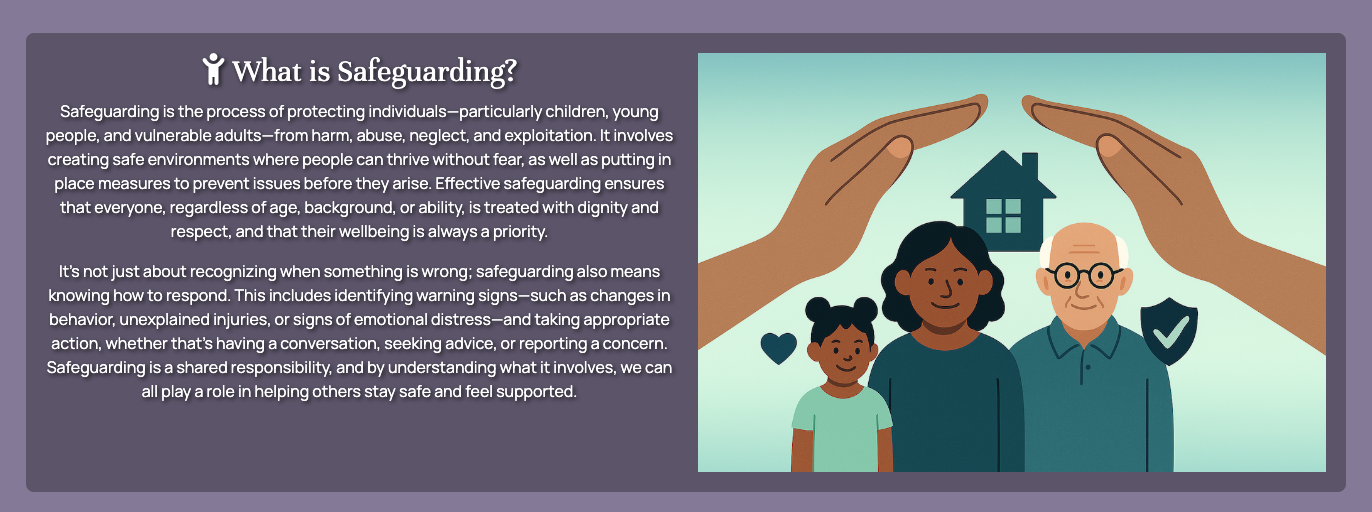 What is Safeguarding?
Safeguarding is the process of protecting individuals—particularly children, young
people, and vulnerable adults—from harm, abuse, neglect, and exploitation. It involves
creating safe environments where people can thrive without fear, as well as putting in
place measures to prevent issues before they arise. Effective safeguarding ensures
that everyone, regardless of age, background, or ability, is treated with dignity and
respect, and that their wellbeing is always a priority.
It's not just about recognizing when something is wrong; safeguarding also means
knowing how to respond. This includes identifying warning signs—such as changes in
behavior, unexplained injuries, or signs of emotional distress—and taking appropriate
action, whether that's having a conversation, seeking advice, or reporting a concern.
Safeguarding is a shared responsibility, and by understanding what it involves, we can
all play a role in helping others stay safe and feel supported.